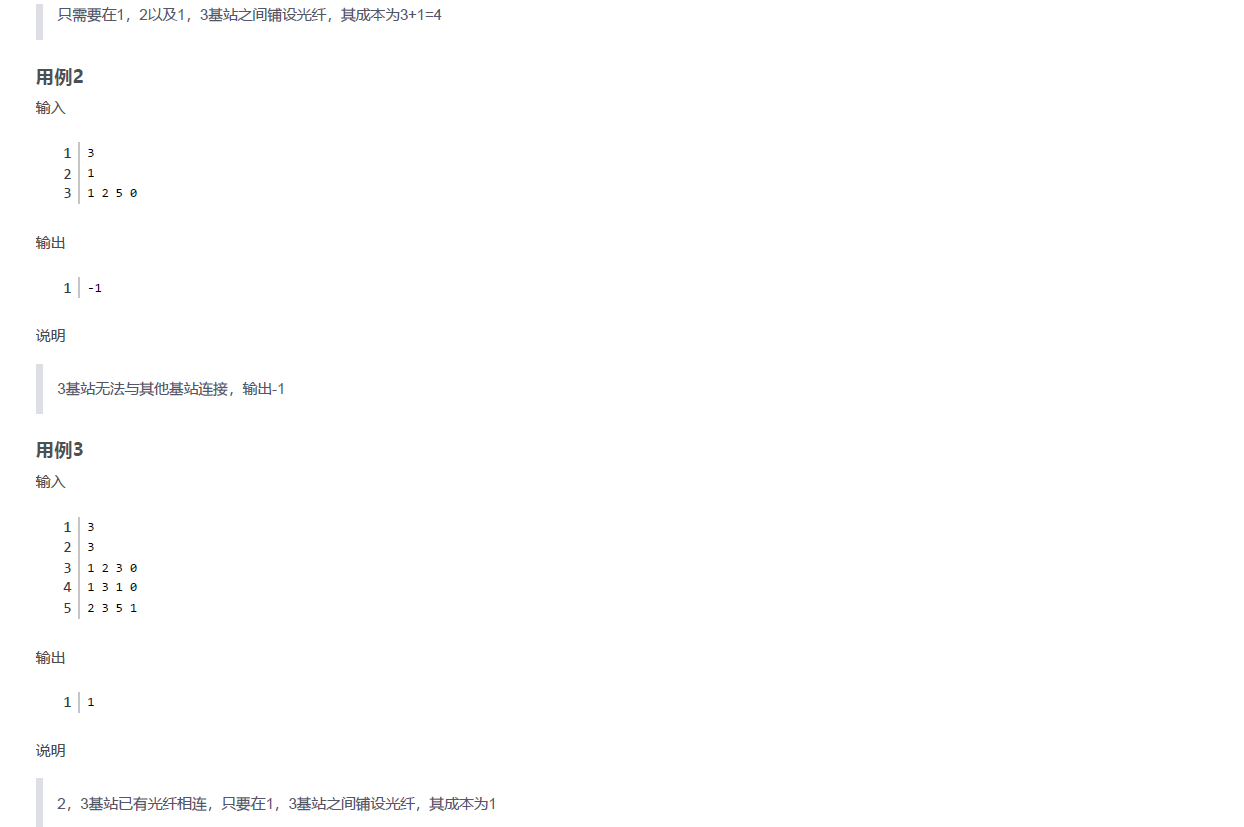 只需要在1，2以及1，3基站之间铺设光纤，其成本为3+1=4
用例2
输入
1 3
2 1
3 1 2 5 0
输出
1 -1
说明
3基站无法与其他基站连接，输出-1
用例3
输入
1 3
2 3
3 1 2 3 0
4 1 3 1 0
5 2 3 5 1
输出
1 1
说明
2，3基站已有光纤相连，只要在1，3基站之间铺设光纤，其成本为1